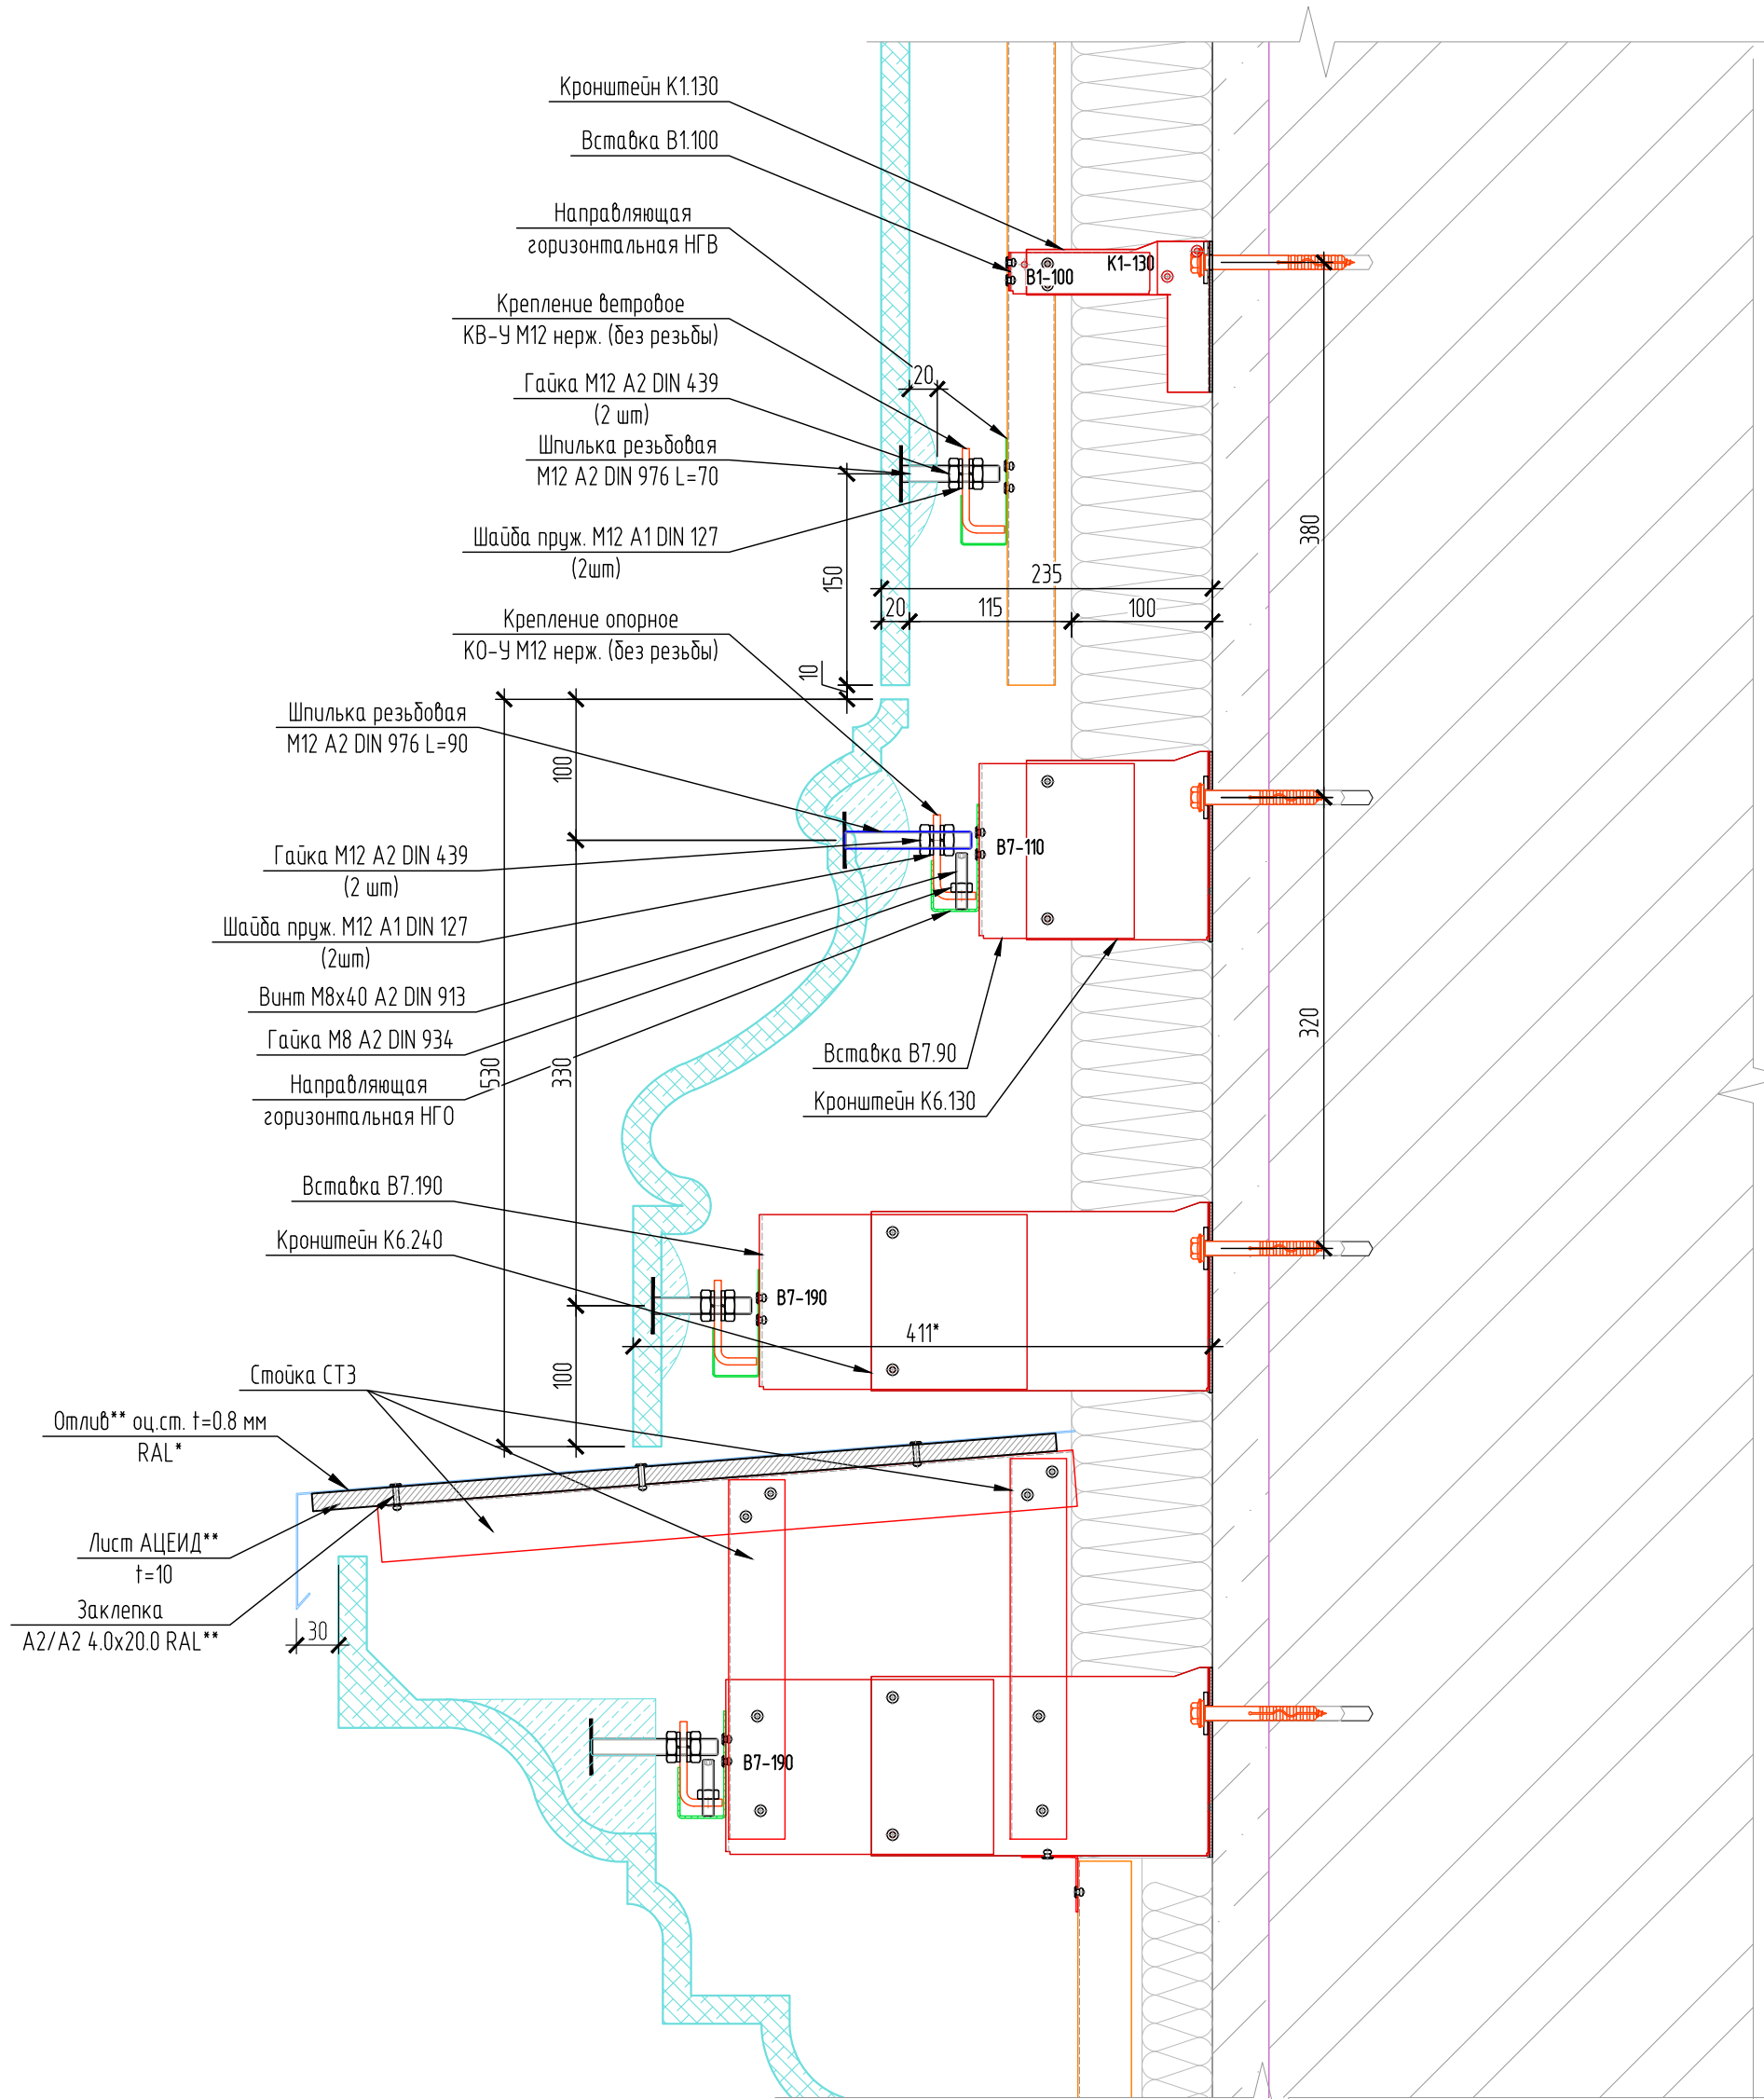 Кронштейн К1.130
Вставка В1.100
Направляющая
горизонтальная НГВ
Крепление ветровое
КВ-У М12 нерж. (без резьбы)
Гайка М12 А2 DIN 439
(2 шт)
Шпилька резьбовая
М12 А2 DIN 976 L=70
Шайба пруж. М12 А1 DIN 127
(2шт)
Крепление опорное
КО-У М12 нерж. (без резьбы)
Шпилька резьбовая
М12 А2 DIN 976 L=90
Гайка М12 А2 DIN 439
(2 шт)
Шайба пруж. М12 А1 DIN 127
(2шт)
Винт М8х40 А2 DIN 913
Гайка М8 А2 DIN 934
Направляющая
горизонтальная НГО
Вставка В7.90
Кронштейн К6.130
Вставка В7.190
Кронштейн К6.240
Стойка СТ3
Отлив** оц.ст. t=0.8 мм
RAL*
Лист АЦЕИД**
t=10
Заклепка
А2/А2 4.0х20.0 RAL**
В1-100
К1-130
В7-110
В7-190
В7-190
20
150
10
235
20
115
100
380
320
100
330
530
100
411*
30